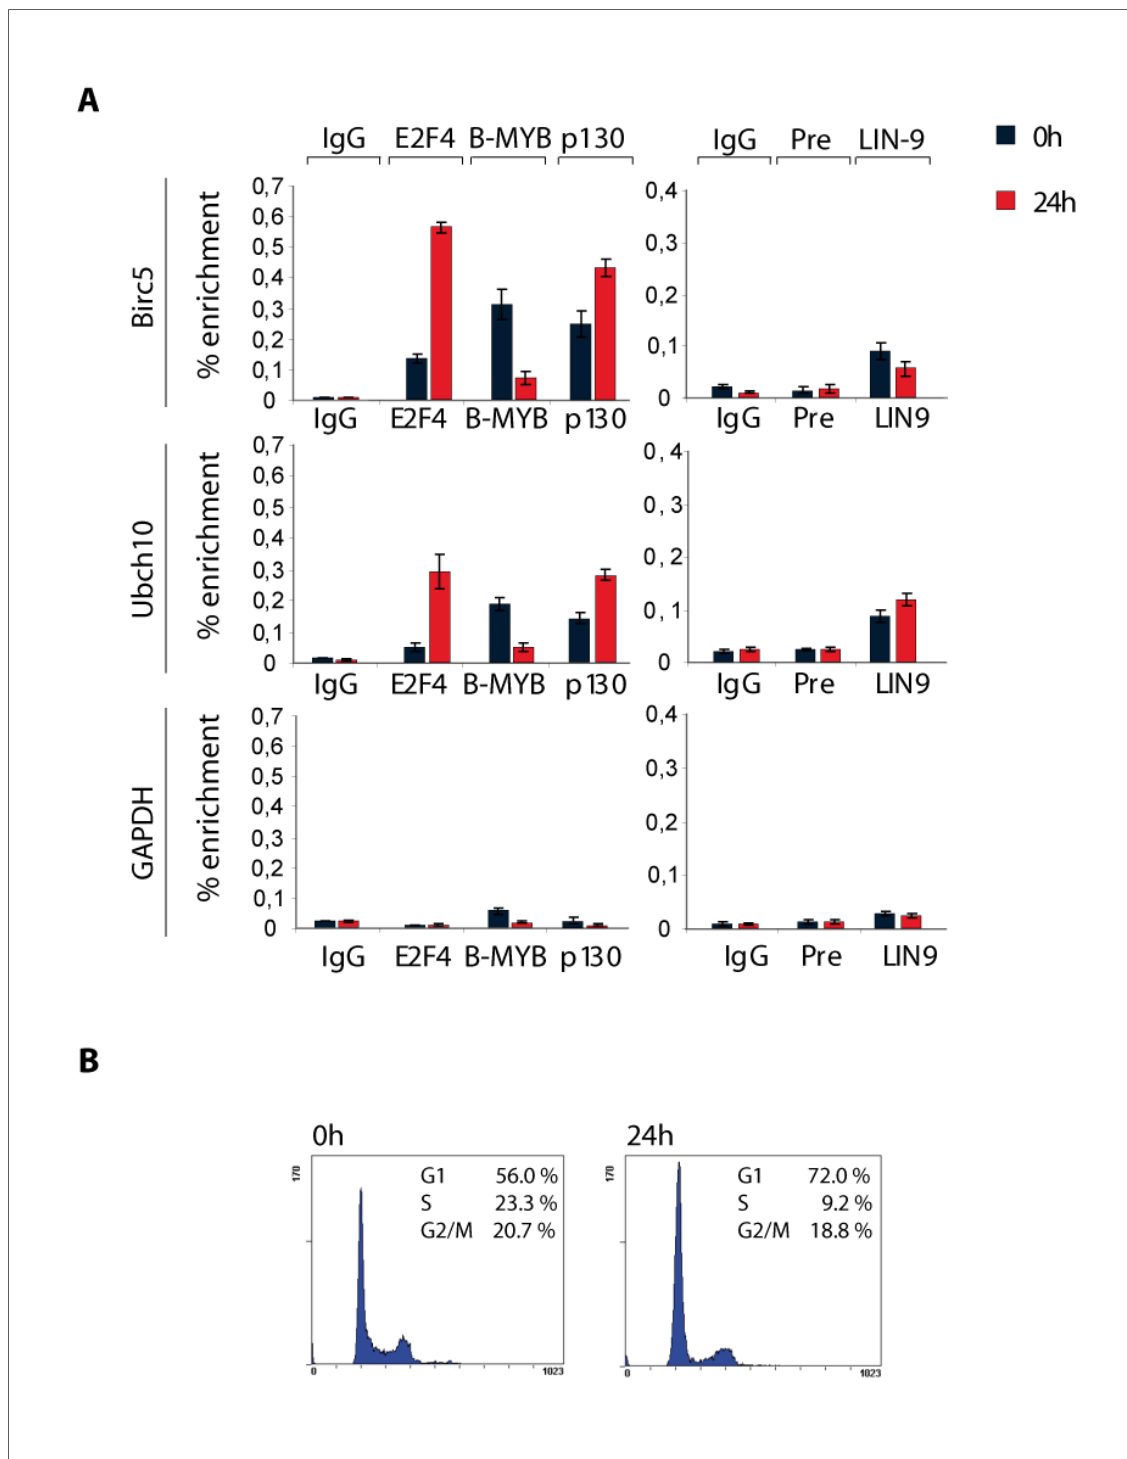 A
IgG E2F4 B-MYB p130 IgG Pre LIN-9
0h
24h
Birc5
% enrichment
0,7
0,6
0,5
0,4
0,3
0,2
0,1
0
IgG E2F4 B-MYB p130
0,4
0,3
0,2
0,1
0
IgG Pre LIN9
Ubch10
% enrichment
0,7
0,6
0,5
0,4
0,3
0,2
0,1
0
IgG E2F4 B-MYB p130
0, 4
0, 3
0, 2
0, 1
0
IgG Pre LIN9
GAPDH
% enrichment
0,7
0,6
0,5
0,4
0,3
0,2
0,1
0
IgG E2F4 B-MYB p130
0,4
0,3
0,2
0,1
0
IgG Pre LIN9
B
0h
170
G1 56.0 %
S 23.3 %
G2/M 20.7 %
0 1023
24h
170
G1 72.0 %
S 9.2 %
G2/M 18.8 %
0 1023